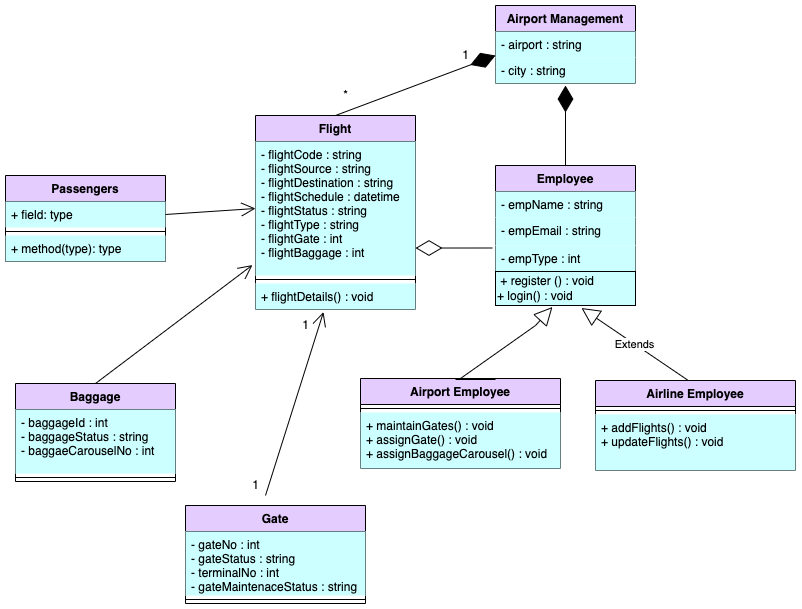 Airport Management
- airport : string
- city : string
1
*
Flight
- flightCode : string
- flightSource : string
- flightDestination : string
- flightSchedule : datetime
- flightStatus : string
- flightType : string
- flightGate : int
- flightBaggage : int
+ flightDetails() : void
Employee
- empName : string
- empEmail : string
- empType : int
+ register () : void
+ login() : void
Passengers
+ field: type
+ method(type): type
1
Extends
Baggage
- baggageId : int
- baggageStatus : string
- baggaeCarouselNo : int
Airport Employee
+ maintainGates() : void
+ assignGate() : void
+ assignBaggageCarousel() : void
Airline Employee
+ addFlights() : void
+ updateFlights() : void
1
Gate
- gateNo : int
- gateStatus : string
- terminalNo : int
- gateMaintenaceStatus : string